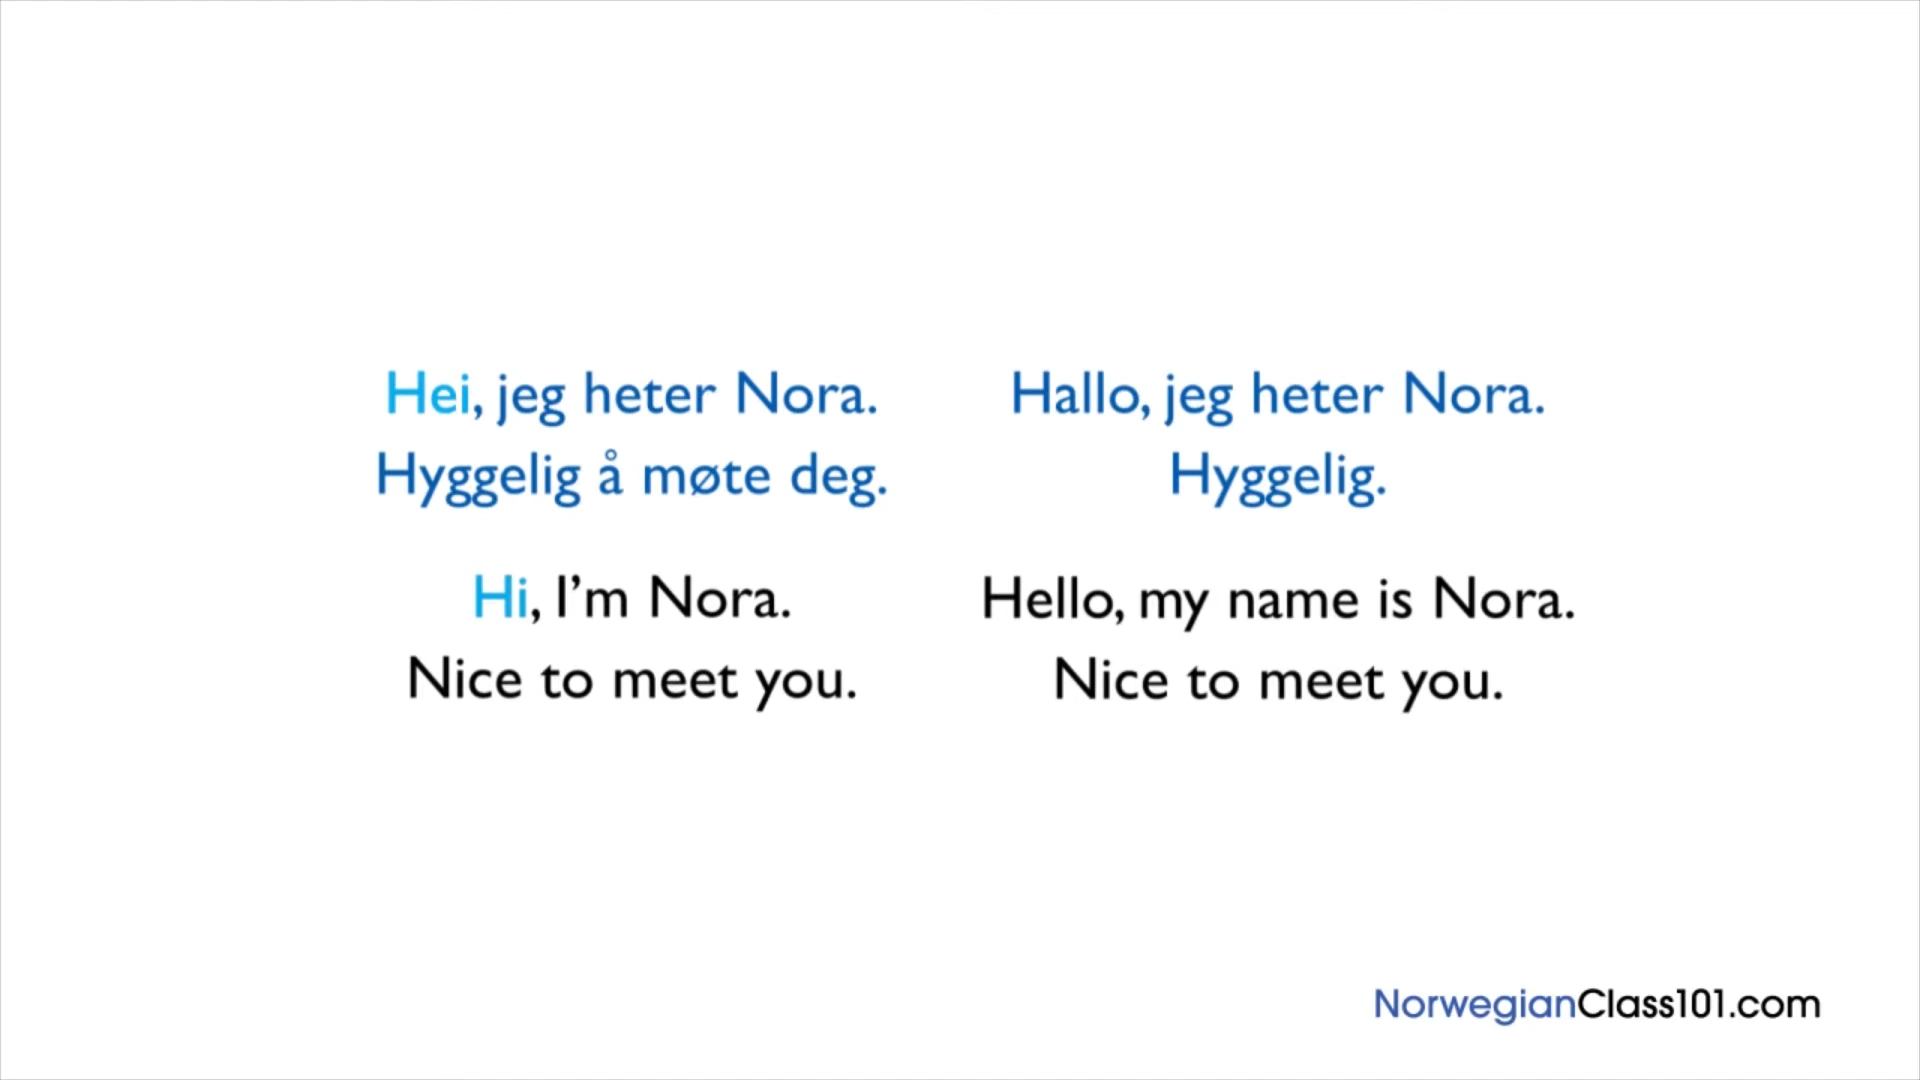 Hei, jeg heter Nora.
Hyggelig å møte deg.
Hi, I'm Nora.
Nice to meet you.
Hallo, jeg heter Nora.
Hyggelig.
Hello, my name is Nora.
Nice to meet you.
NorwegianClass101.com